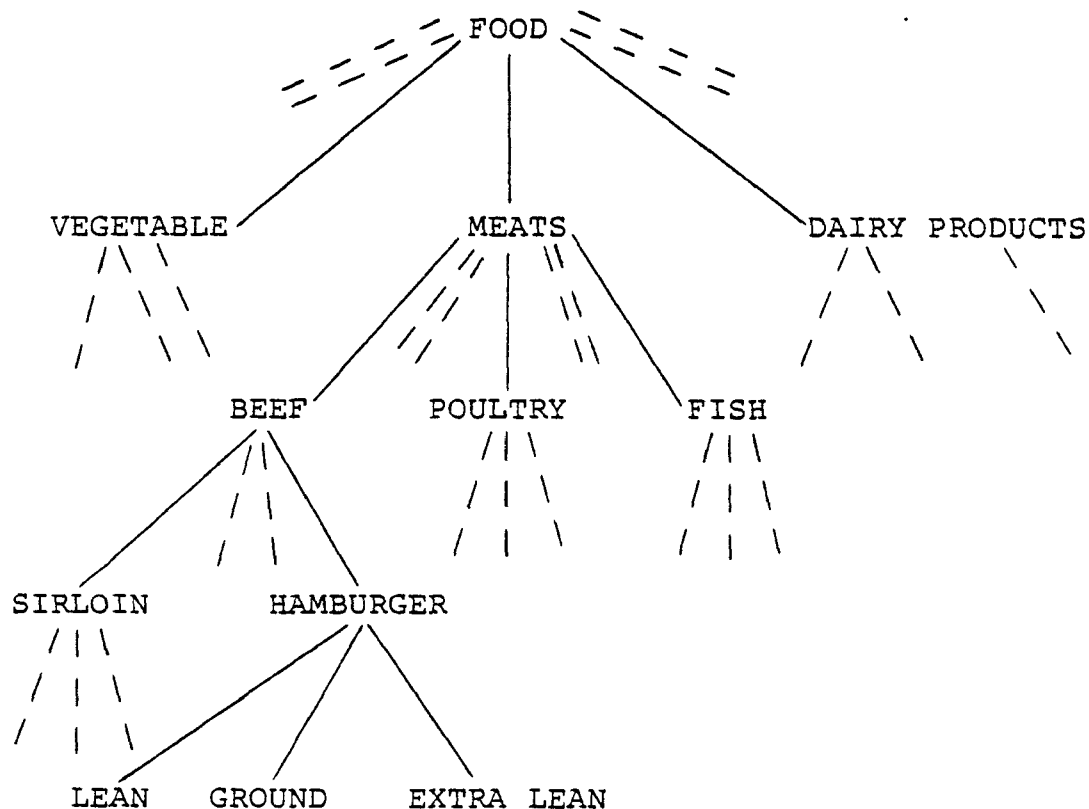 FOOD
VEGETABLE MEATS DAIRY PRODUCTS
BEEF POULTRY FISH
SIRLOIN HAMBURGER
LEAN GROUND EXTRA LEAN